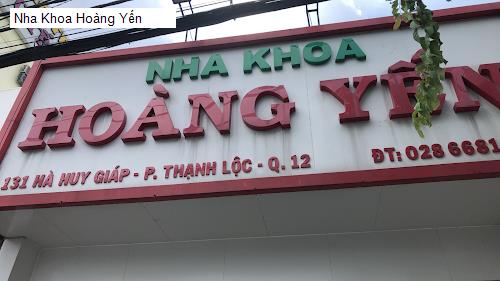 Nha Khoa Hoàng Yến
NHA KHOA
HOÀNG YẾN
131 HÀ HUY GIÁP - P. THẠNH LỘC - Q. 12
ĐT: 028 6681